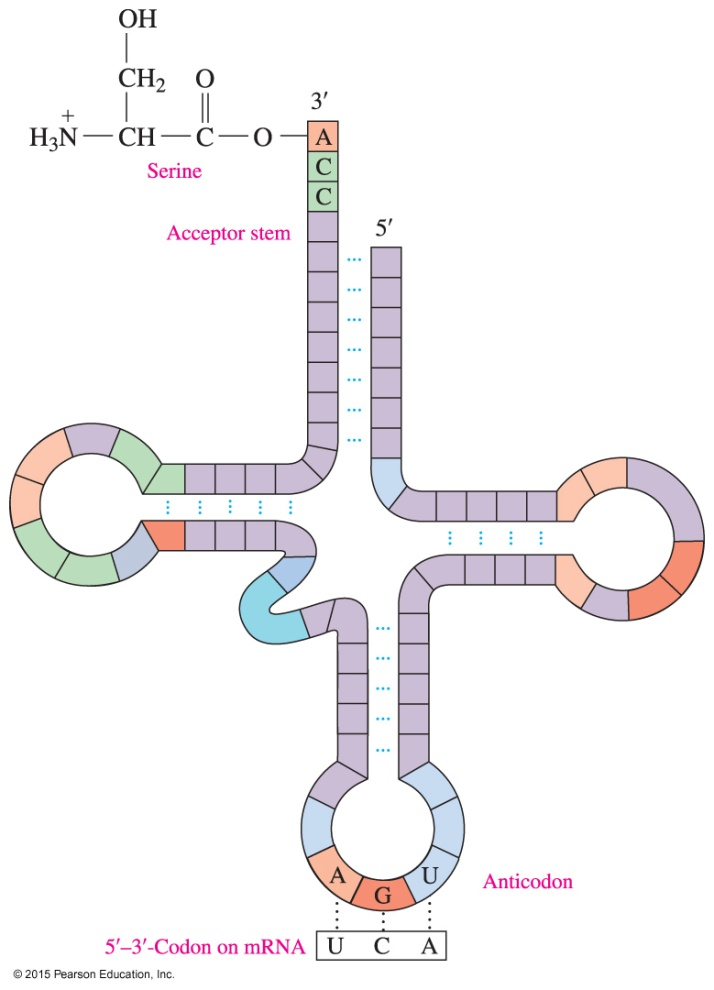 OH
CH₂ O
3′
H₃N⁺ — CH — C — O — A
Serine
C
C
5′
Acceptor stem
A G U
Anticodon
5′–3′-Codon on mRNA U C A
© 2015 Pearson Education, Inc.